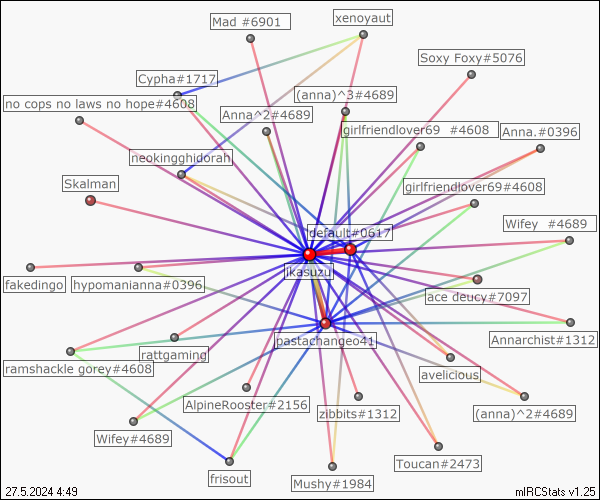 Mad #6901
xenoyaut
Soxy Foxy#5076
Cypha#1717
(anna)^3#4689
no cops no laws no hope#4608
Anna^2#4689
girlfriendlover69 #4608
Anna.#0396
neokingghidorah
Skalman
girlfriendlover69#4608
Wifey #4689
default#0617
ikasuzu
fakedingo
hypomanianna#0396
ace deucy#7097
pastachangeo41
Annarchist#1312
rattgaming
ramshackle gorey#4608
avelicious
AlpineRooster#2156
zibbits#1312
(anna)^2#4689
Wifey#4689
Toucan#2473
frisout
Mushy#1984
27.5.2024 4:49
mIRCStats v1.25